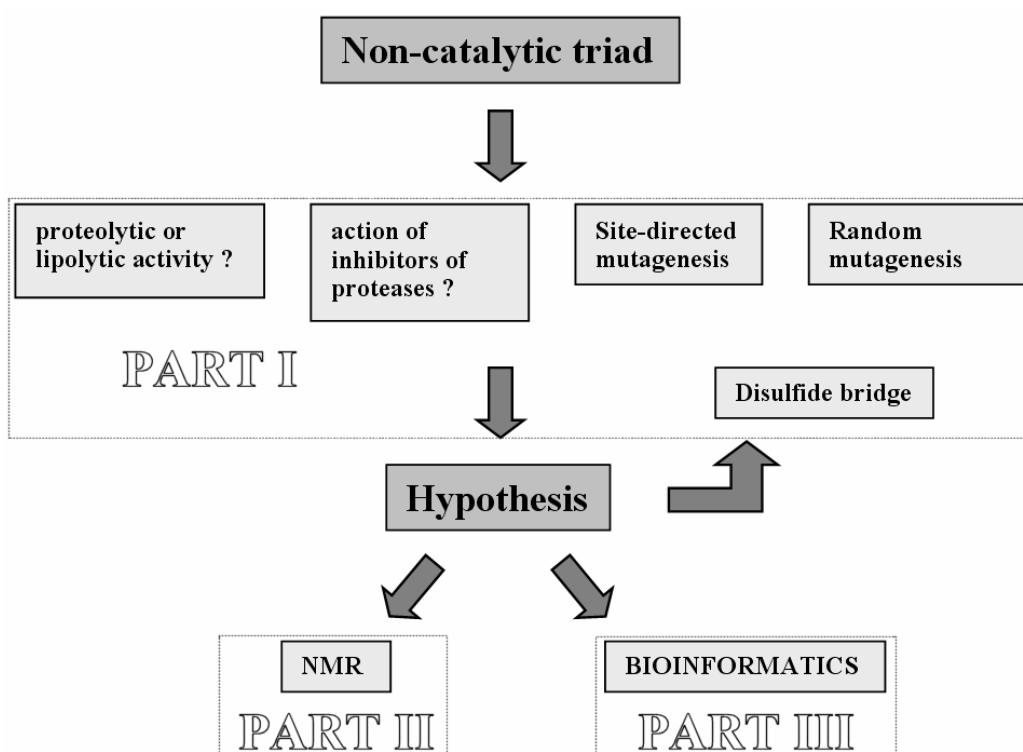 Non-catalytic triad
proteolytic or
lipolytic activity ?
action of
inhibitors of
proteases ?
Site-directed
mutagenesis
Random
mutagenesis
PART I
Disulfide bridge
Hypothesis
NMR
PART II
BIOINFORMATICS
PART III